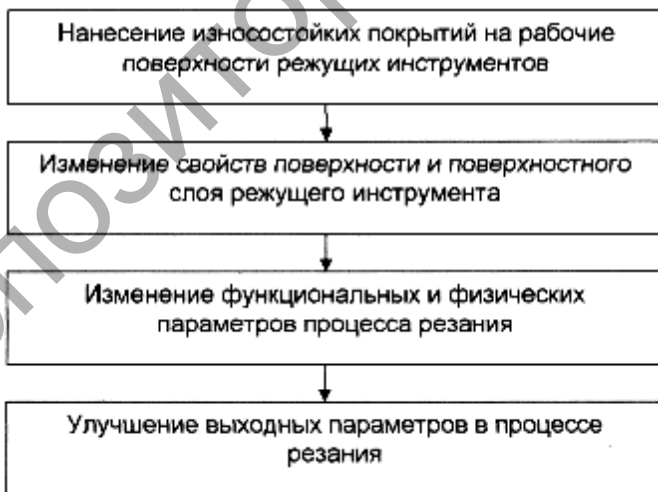 Нанесение износостойких покрытий на рабочие
поверхности режущих инструментов
Изменение свойств поверхности и поверхностного
слоя режущего инструмента
Изменение функциональных и физических
параметров процесса резания
Улучшение выходных параметров в процессе
резания